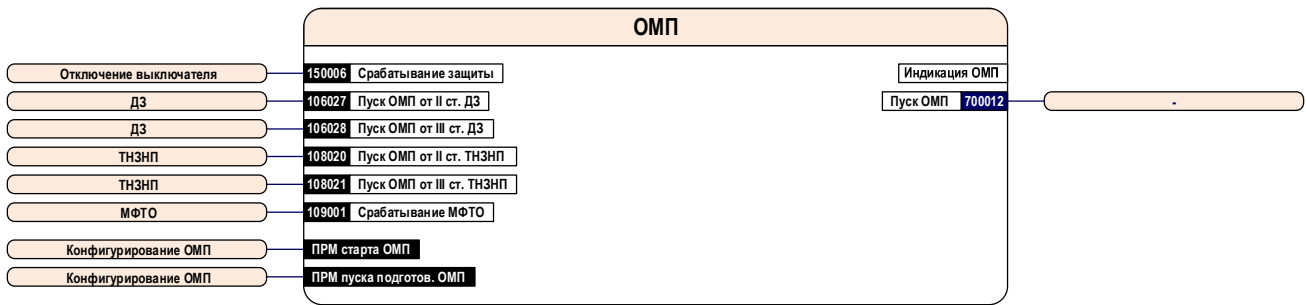 ОМП
Отключение выключателя 150006 Срабатывание защиты Индикация ОМП
ДЗ 106027 Пуск ОМП от II ст. ДЗ Пуск ОМП 700012 -
ДЗ 106028 Пуск ОМП от III ст. ДЗ
ТНЗНП 108020 Пуск ОМП от II ст. ТНЗНП
ТНЗНП 108021 Пуск ОМП от III ст. ТНЗНП
МФТО 109001 Срабатывание МФТО
Конфигурирование ОМП ПРМ старта ОМП
Конфигурирование ОМП ПРМ пуска подготов. ОМП